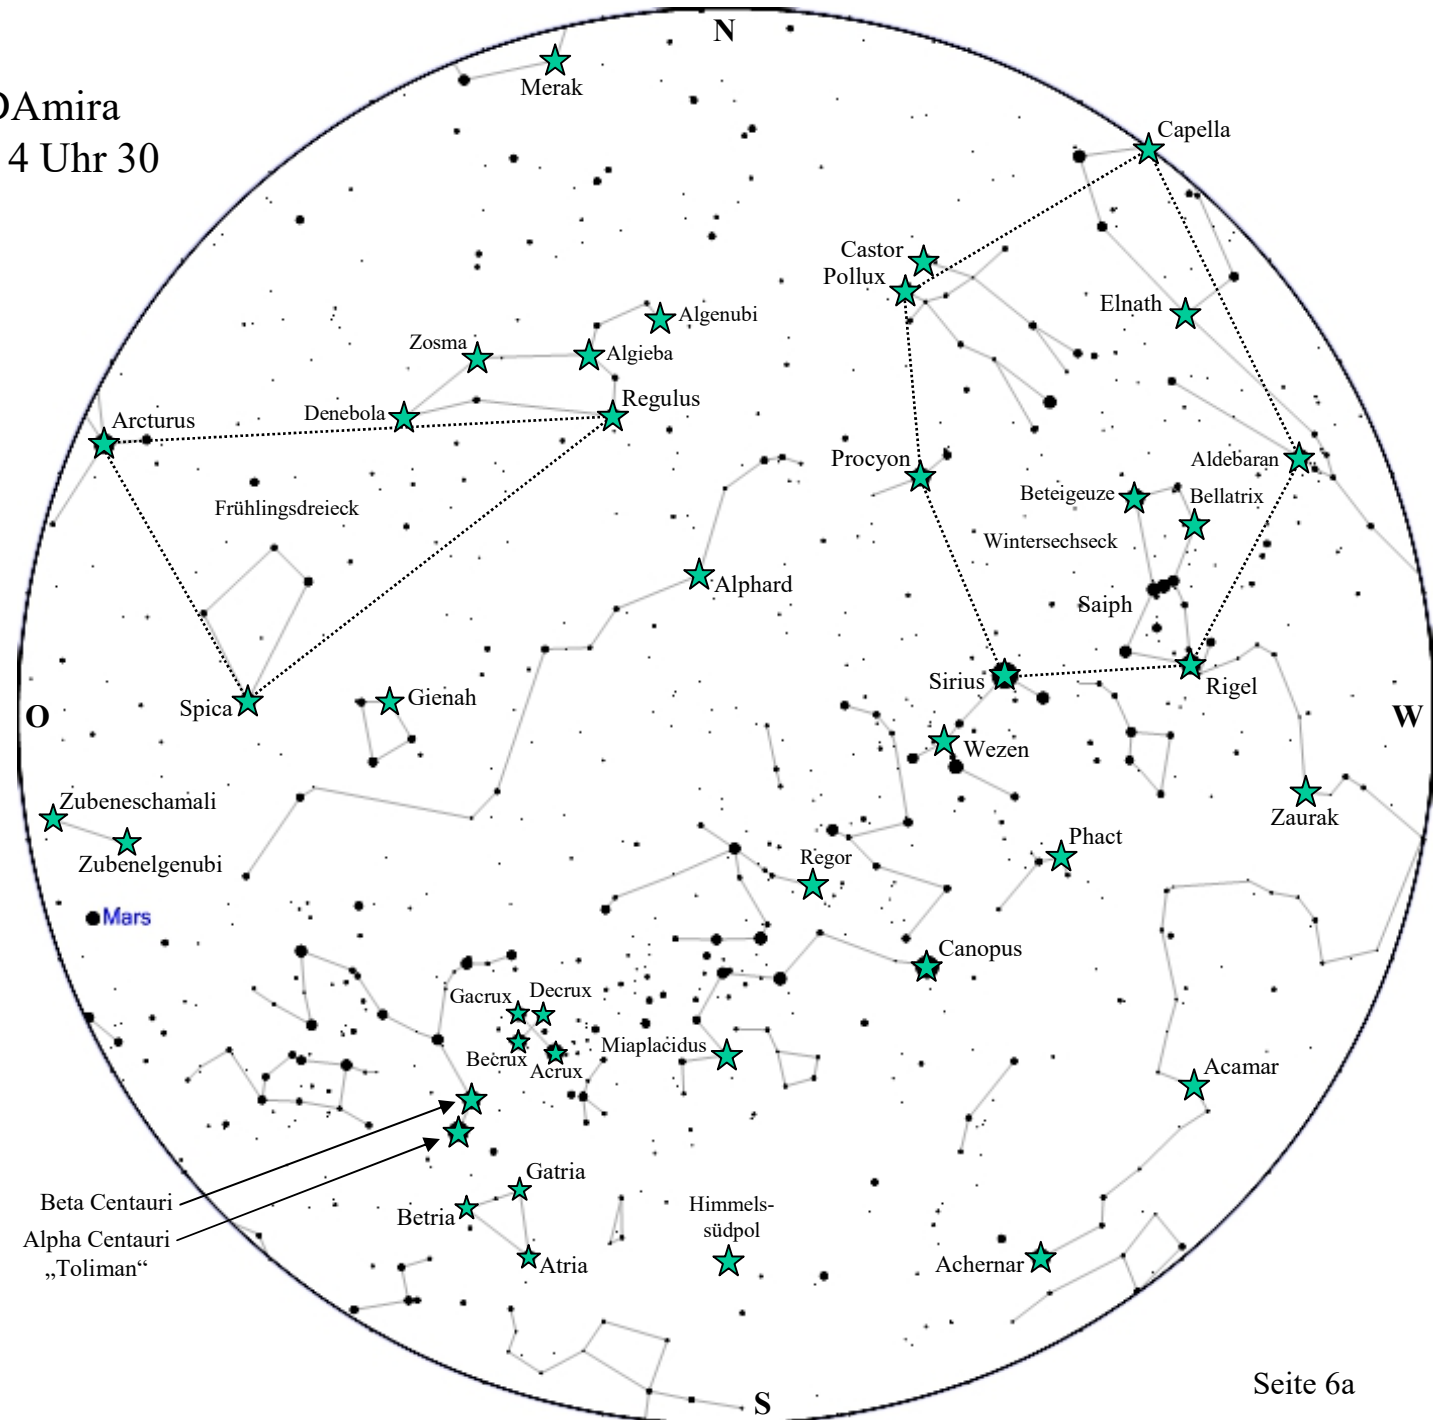 N
Merak
DAmira
4 Uhr 30
Capella
Castor
Pollux
Elnath
Algenubi
Zosma
Algieba
Regulus
Denebola
Arcturus
Procyon
Aldebaran
Beteigeuze
Bellatrix
Frühlingsdreieck
Wintersechseck
Alphard
Saiph
Sirius
Rigel
Spica
Gienah
O
W
Wezen
Zubeneschamali
Zaurak
Zubenelgenubi
Phact
Regor
Mars
Canopus
Gacrux
Decrux
Becrux
Acrux
Miaplacidus
Acamar
Beta Centauri
Alpha Centauri
„Toliman“
Gatria
Betria
Atria
Himmels-
südpol
Achernar
Seite 6a
S